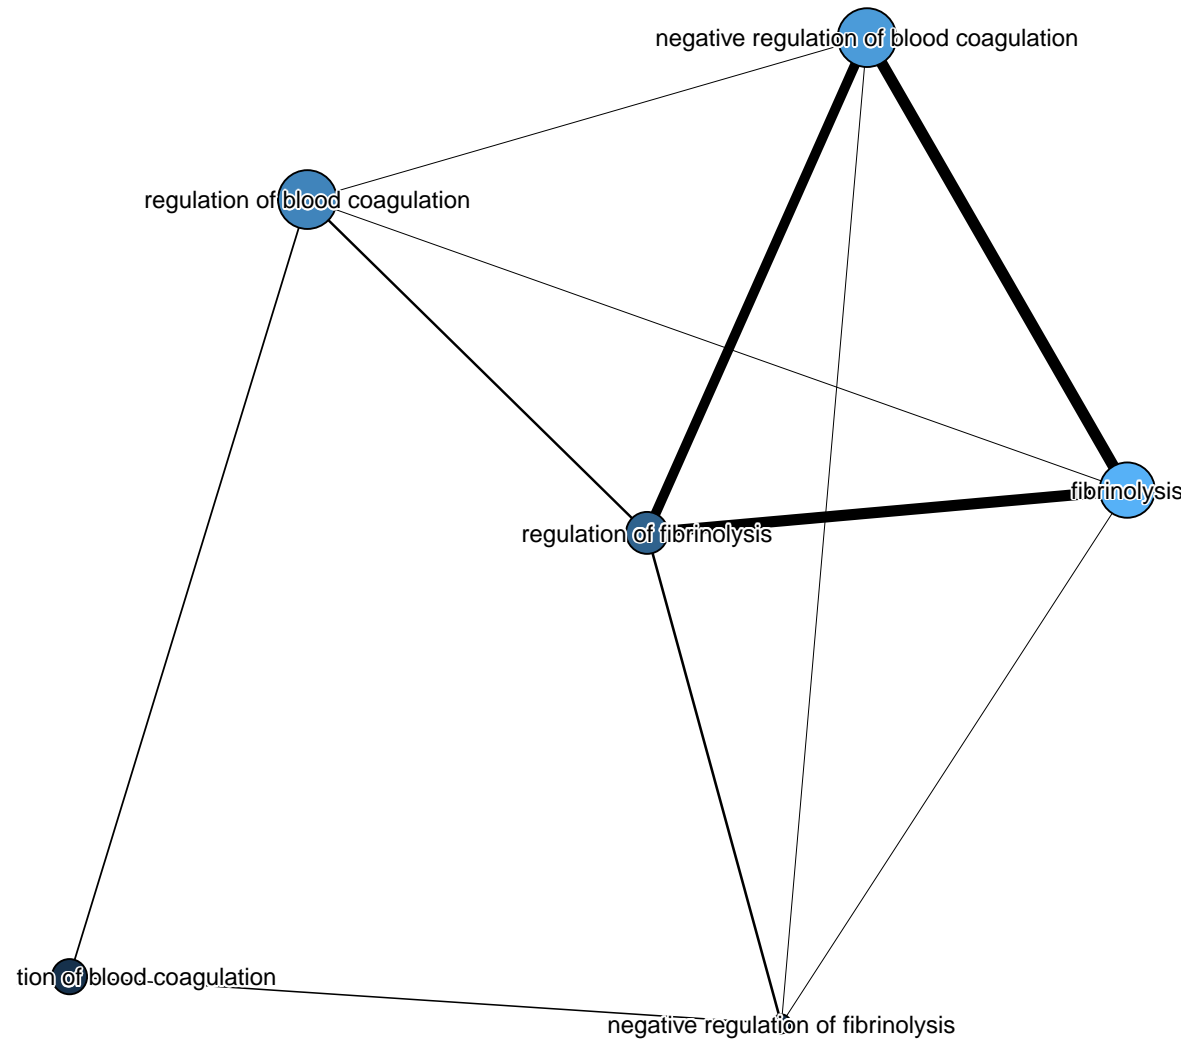 negative regulation of blood coagulation
regulation of blood coagulation
fibrinolysis
regulation of fibrinolysis
tion of blood coagulation
negative regulation of fibrinolysis